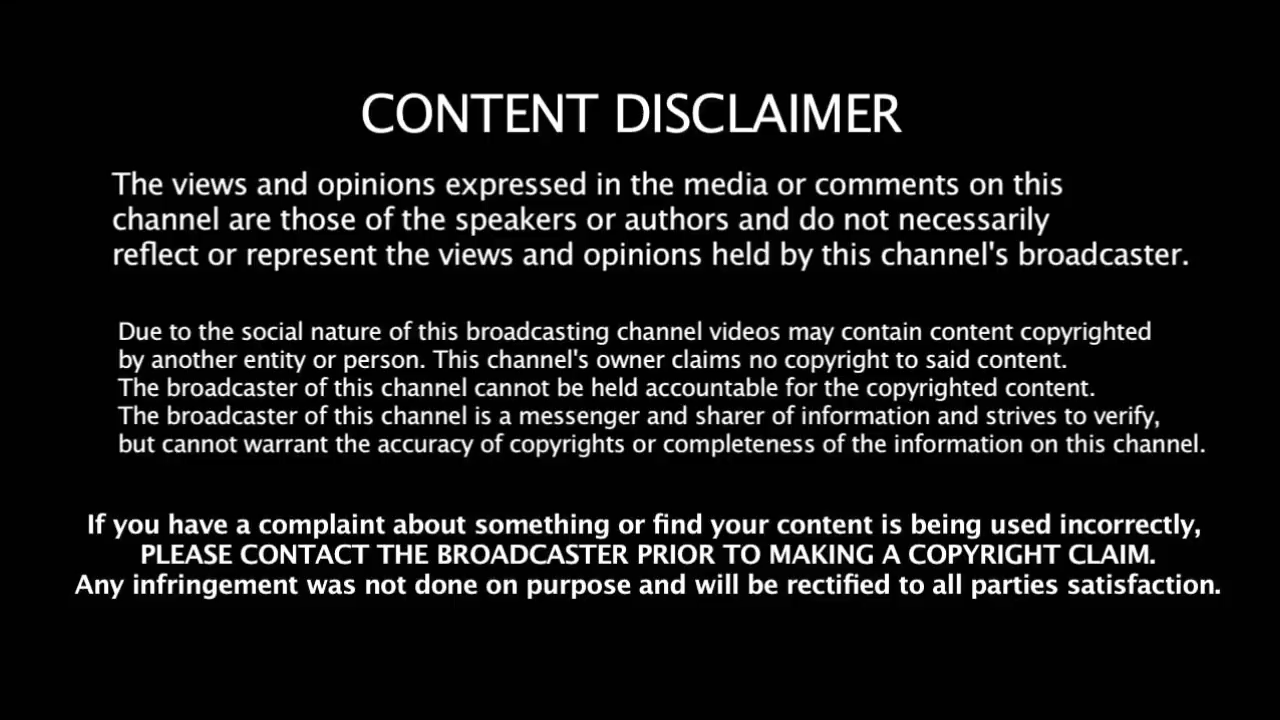 CONTENT DISCLAIMER
The views and opinions expressed in the media or comments on this
channel are those of the speakers or authors and do not necessarily
reflect or represent the views and opinions held by this channel's broadcaster.
Due to the social nature of this broadcasting channel videos may contain content copyrighted
by another entity or person. This channel's owner claims no copyright to said content.
The broadcaster of this channel cannot be held accountable for the copyrighted content.
The broadcaster of this channel is a messenger and sharer of information and strives to verify,
but cannot warrant the accuracy of copyrights or completeness of the information on this channel.
If you have a complaint about something or find your content is being used incorrectly,
PLEASE CONTACT THE BROADCASTER PRIOR TO MAKING A COPYRIGHT CLAIM.
Any infringement was not done on purpose and will be rectified to all parties satisfaction.